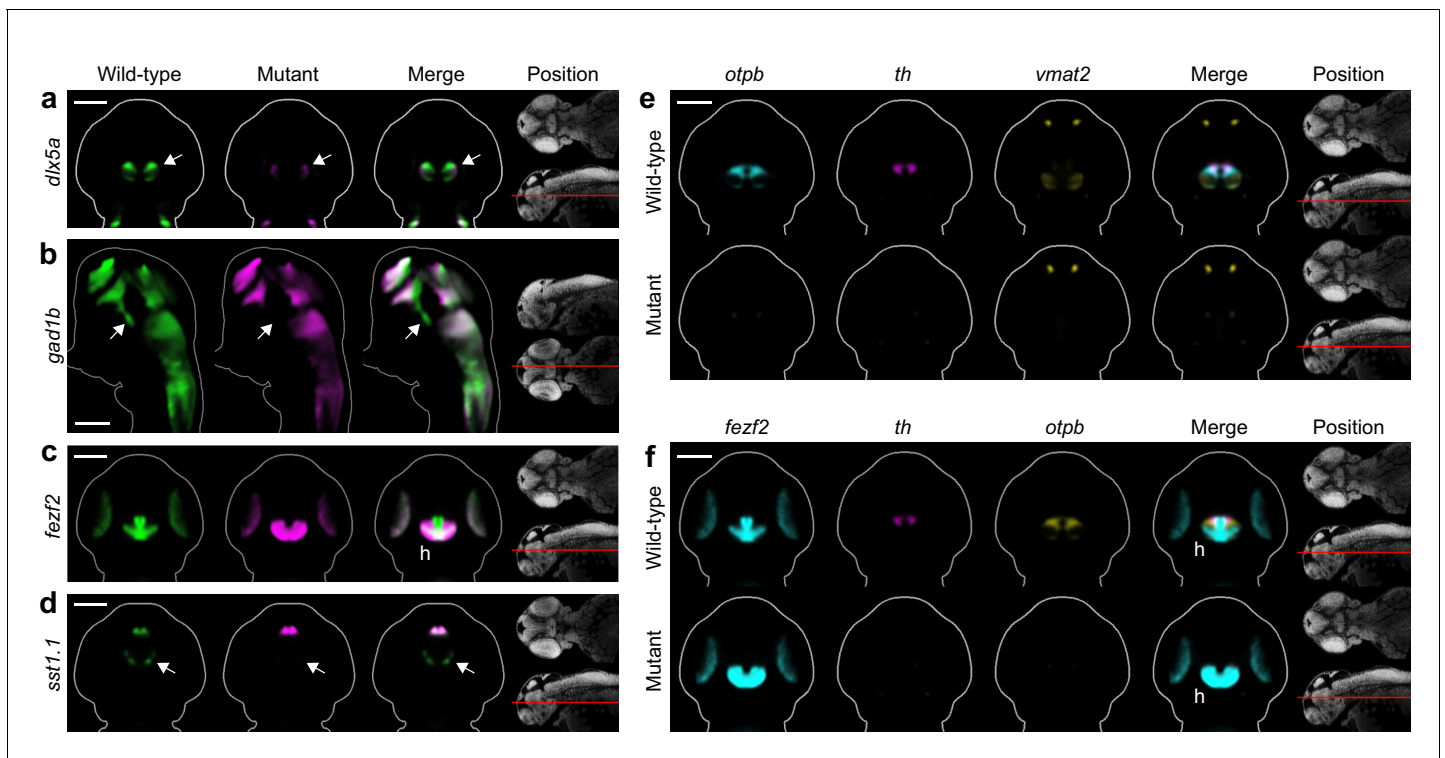 Wild-type Mutant Merge Position
a
dlx5a
b
gad1b
c
fezf2
h
d
sst1.1
otpb th vmat2 Merge Position
e
Wild-type
Mutant
fezf2 th otpb Merge Position
f
Wild-type
h
Mutant
h